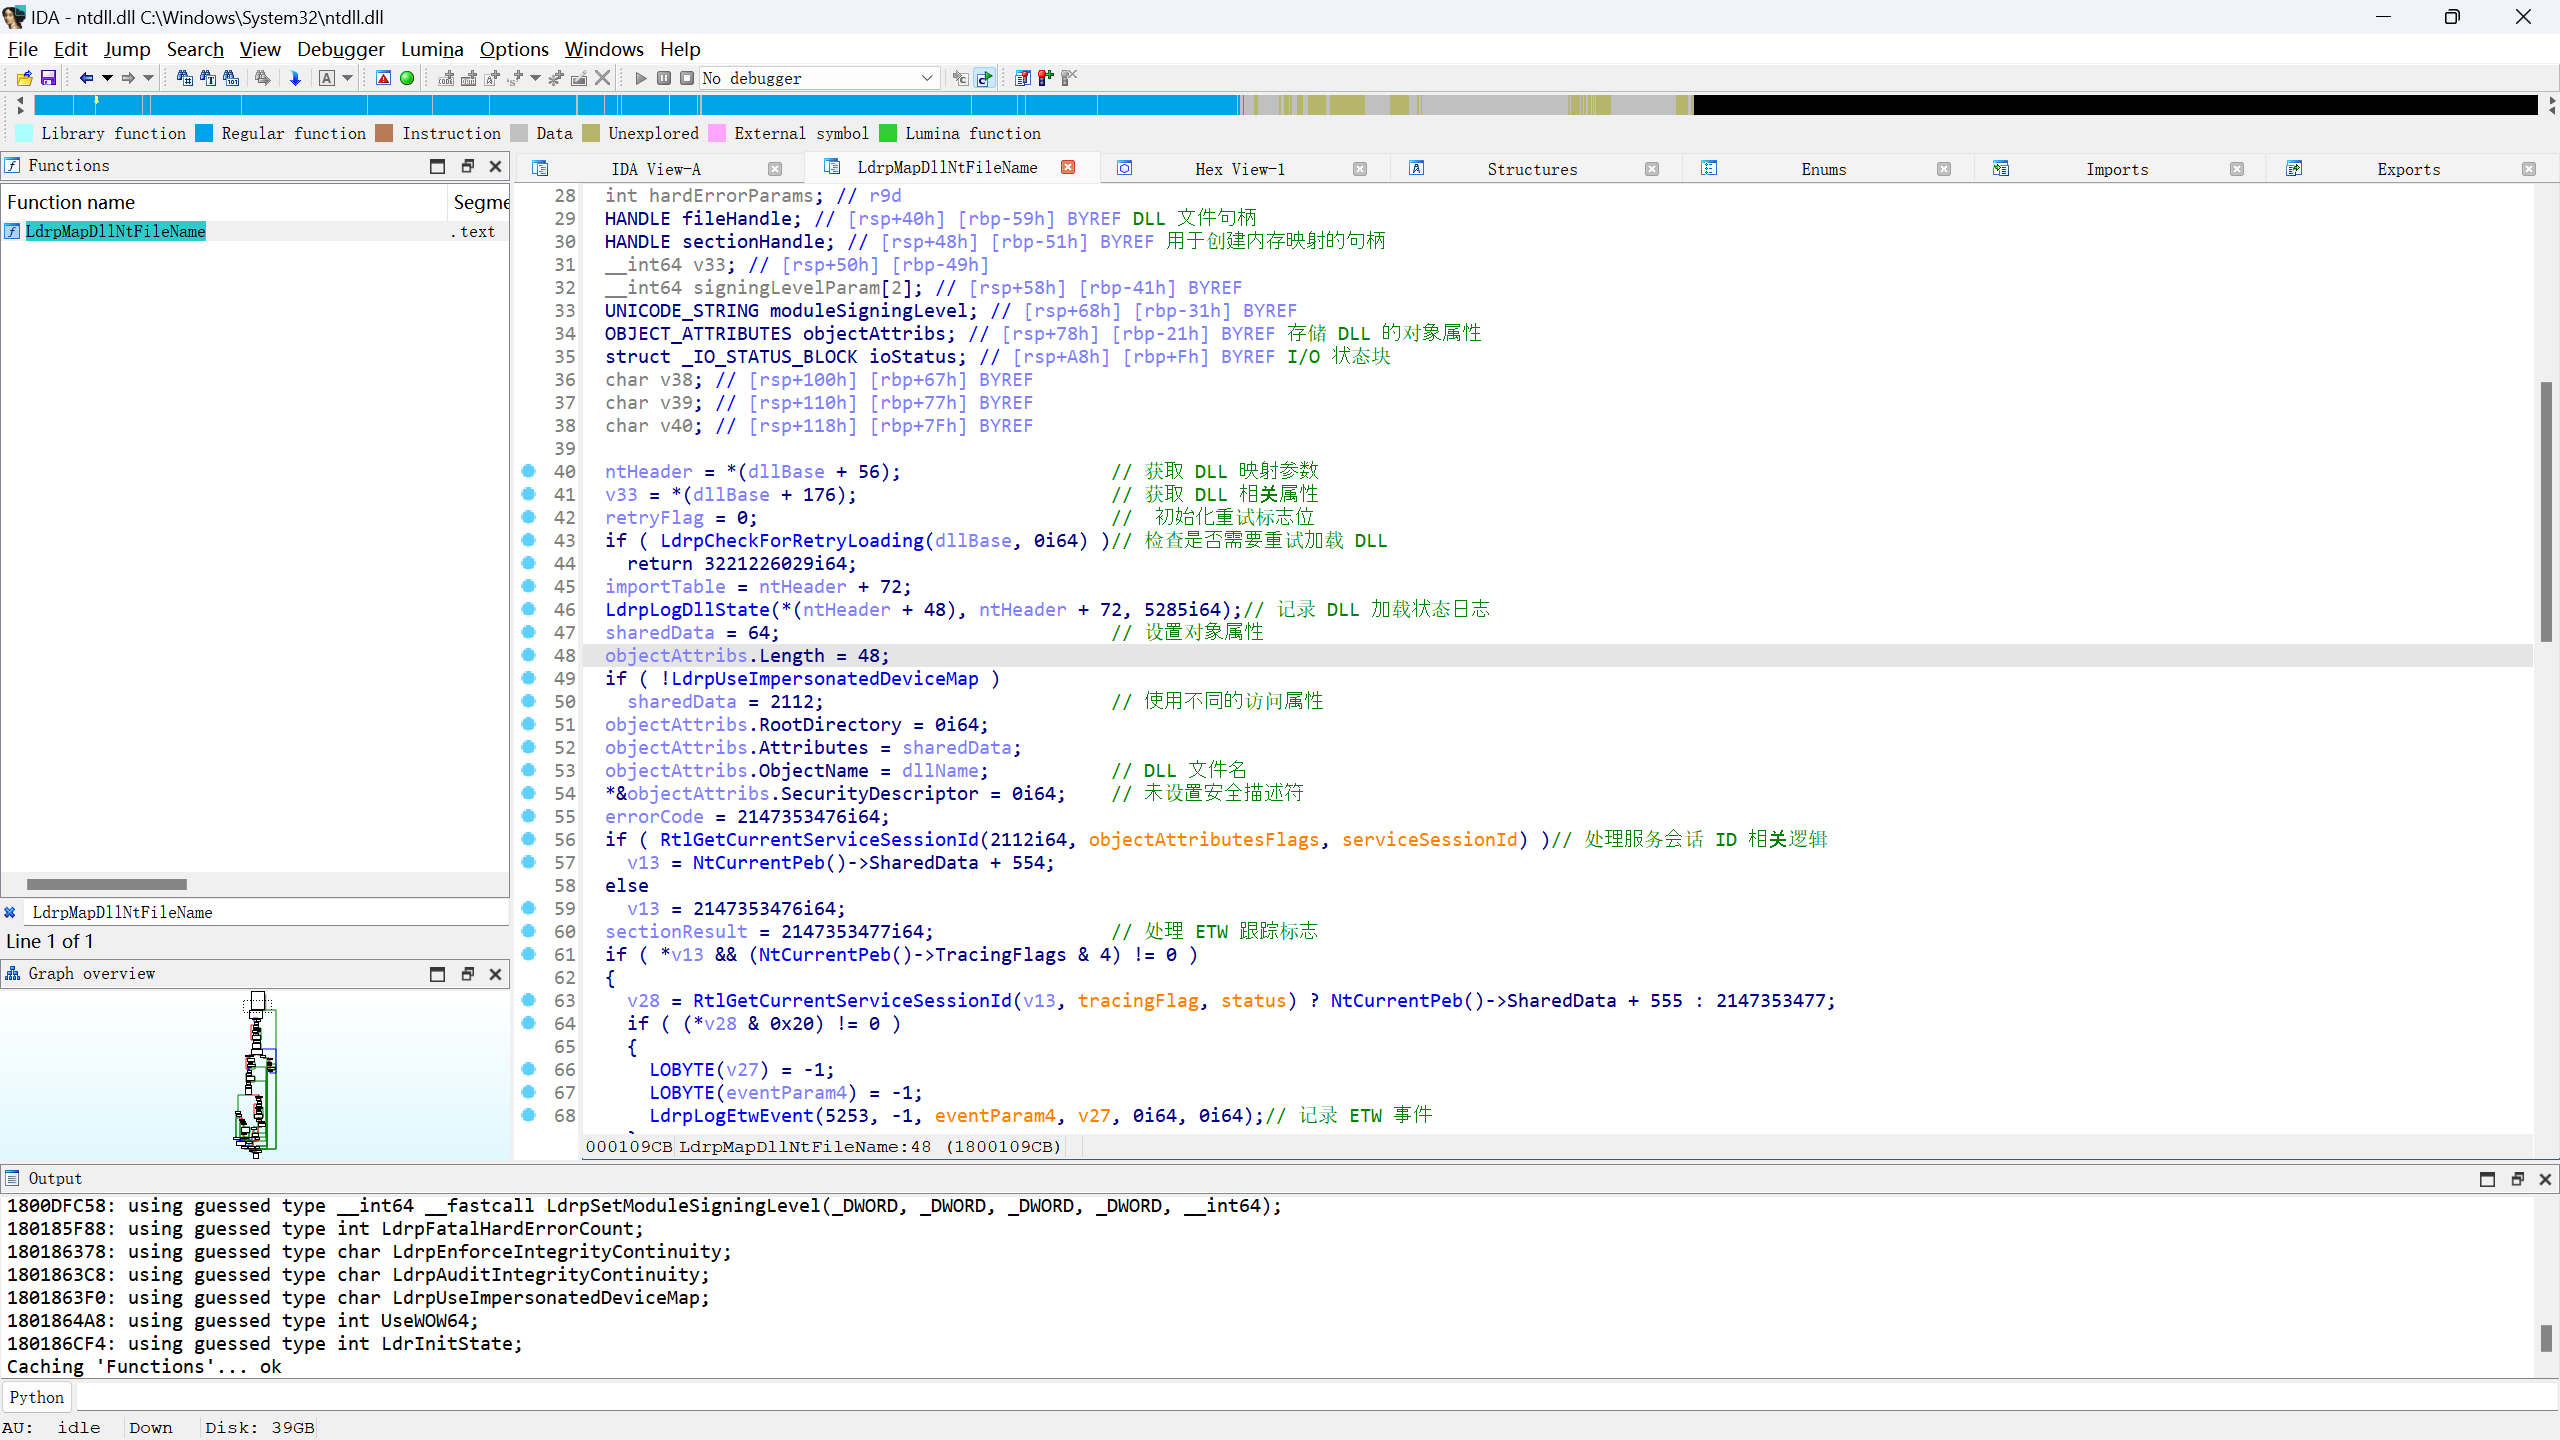 IDA - ntdll.dll C:\Windows\System32\ntdll.dll
File Edit Jump Search View Debugger Lumina Options Windows Help
No debugger
Library function Regular function Instruction Data Unexplored External symbol Lumina function
Functions
IDA View-A LdrpMapDllNtFileName Hex View-1 Structures Enums Imports Exports
Function name Segme
LdrpMapDllNtFileName .text
LdrpMapDllNtFileName
Line 1 of 1
Graph overview
28 int hardErrorParams; // r9d
29 HANDLE fileHandle; // [rsp+40h] [rbp-59h] BYREF DLL 文件句柄
30 HANDLE sectionHandle; // [rsp+48h] [rbp-51h] BYREF 用于创建内存映射的句柄
31 __int64 v33; // [rsp+50h] [rbp-49h]
32 __int64 signingLevelParam[2]; // [rsp+58h] [rbp-41h] BYREF
33 UNICODE_STRING moduleSigningLevel; // [rsp+68h] [rbp-31h] BYREF
34 OBJECT_ATTRIBUTES objectAttribs; // [rsp+78h] [rbp-21h] BYREF 存储 DLL 的对象属性
35 struct _IO_STATUS_BLOCK ioStatus; // [rsp+A8h] [rbp+Fh] BYREF I/O 状态块
36 char v38; // [rsp+100h] [rbp+67h] BYREF
37 char v39; // [rsp+110h] [rbp+77h] BYREF
38 char v40; // [rsp+118h] [rbp+7Fh] BYREF
39
40 ntHeader = *(dllBase + 56); // 获取 DLL 映射参数
41 v33 = *(dllBase + 176); // 获取 DLL 相关属性
42 retryFlag = 0; // 初始化重试标志位
43 if ( LdrpCheckForRetryLoading(dllBase, 0i64) )// 检查是否需要重试加载 DLL
44 return 3221226029i64;
45 importTable = ntHeader + 72;
46 LdrpLogDllState(*(ntHeader + 48), ntHeader + 72, 5285i64);// 记录 DLL 加载状态日志
47 sharedData = 64; // 设置对象属性
48 objectAttribs.Length = 48;
49 if ( !LdrpUseImpersonatedDeviceMap )
50 sharedData = 2112; // 使用不同的访问属性
51 objectAttribs.RootDirectory = 0i64;
52 objectAttribs.Attributes = sharedData;
53 objectAttribs.ObjectName = dllName; // DLL 文件名
54 *&objectAttribs.SecurityDescriptor = 0i64; // 未设置安全描述符
55 errorCode = 2147353476i64;
56 if ( RtlGetCurrentServiceSessionId(2112i64, objectAttributesFlags, serviceSessionId) )// 处理服务会话 ID 相关逻辑
57 v13 = NtCurrentPeb()->SharedData + 554;
58 else
59 v13 = 2147353476i64;
60 sectionResult = 2147353477i64; // 处理 ETW 跟踪标志
61 if ( *v13 && (NtCurrentPeb()->TracingFlags & 4) != 0 )
62 {
63 v28 = RtlGetCurrentServiceSessionId(v13, tracingFlag, status) ? NtCurrentPeb()->SharedData + 555 : 2147353477;
64 if ( (*v28 & 0x20) != 0 )
65 {
66 LOBYTE(v27) = -1;
67 LOBYTE(eventParam4) = -1;
68 LdrpLogEtwEvent(5253, -1, eventParam4, v27, 0i64, 0i64);// 记录 ETW 事件
000109CB LdrpMapDllNtFileName:48 (1800109CB)
Output
1800DFC58: using guessed type __int64 __fastcall LdrpSetModuleSigningLevel(_DWORD, _DWORD, _DWORD, _DWORD, __int64);
180185F88: using guessed type int LdrpFatalHardErrorCount;
180186378: using guessed type char LdrpEnforceIntegrityContinuity;
1801863C8: using guessed type char LdrpAuditIntegrityContinuity;
1801863F0: using guessed type char LdrpUseImpersonatedDeviceMap;
1801864A8: using guessed type int UseWOW64;
180186CF4: using guessed type int LdrInitState;
Caching 'Functions'... ok
Python
AU: idle Down Disk: 39GB